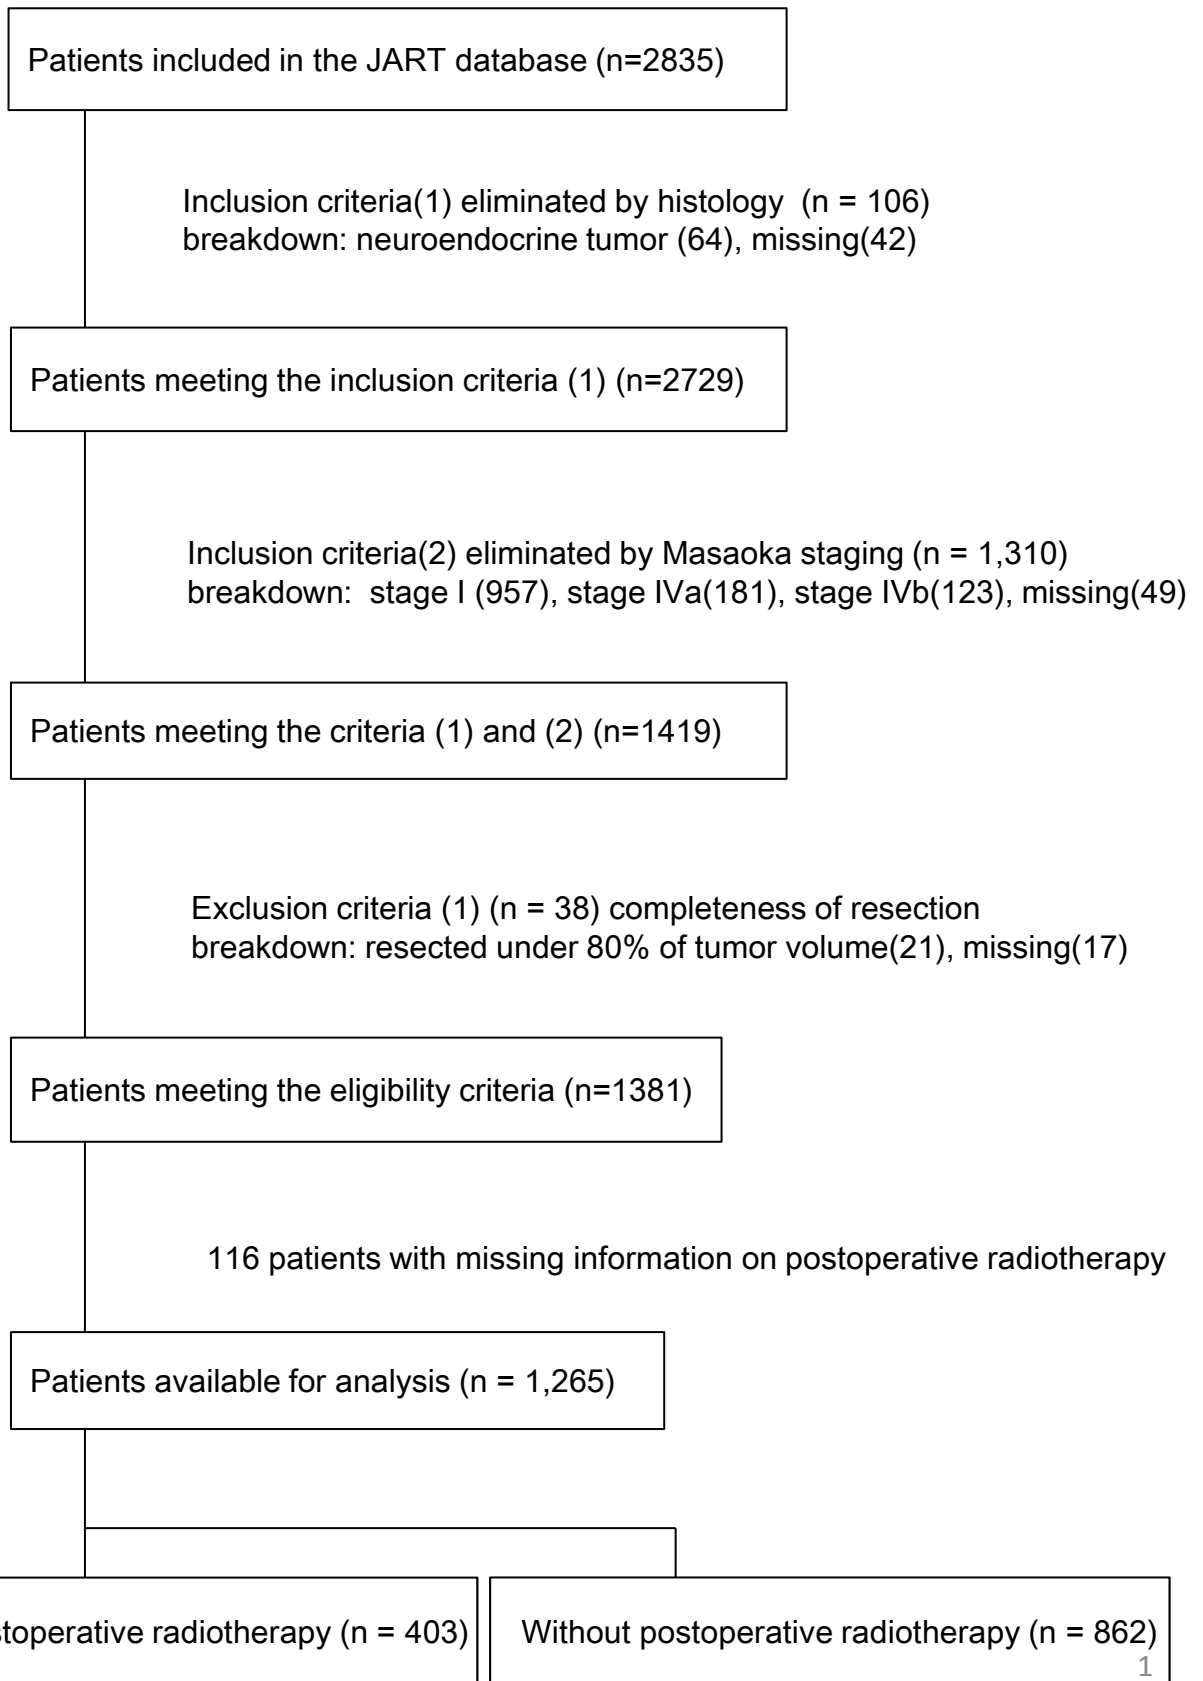 Patients included in the JART database (n=2835)
Inclusion criteria(1) eliminated by histology  (n = 106)
breakdown: neuroendocrine tumor (64), missing(42)
Patients meeting the inclusion criteria (1) (n=2729)
Inclusion criteria(2) eliminated by Masaoka staging (n = 1,310)
breakdown:  stage I (957), stage IVa(181), stage IVb(123), missing(49)
Patients meeting the criteria (1) and (2) (n=1419)
Exclusion criteria (1) (n = 38) completeness of resection
breakdown: resected under 80% of tumor volume(21), missing(17)
Patients meeting the eligibility criteria (n=1381)
116 patients with missing information on postoperative radiotherapy
Patients available for analysis (n = 1,265)
radiotherapy (n = 403)
Without postoperative radiotherapy (n = 862)
1